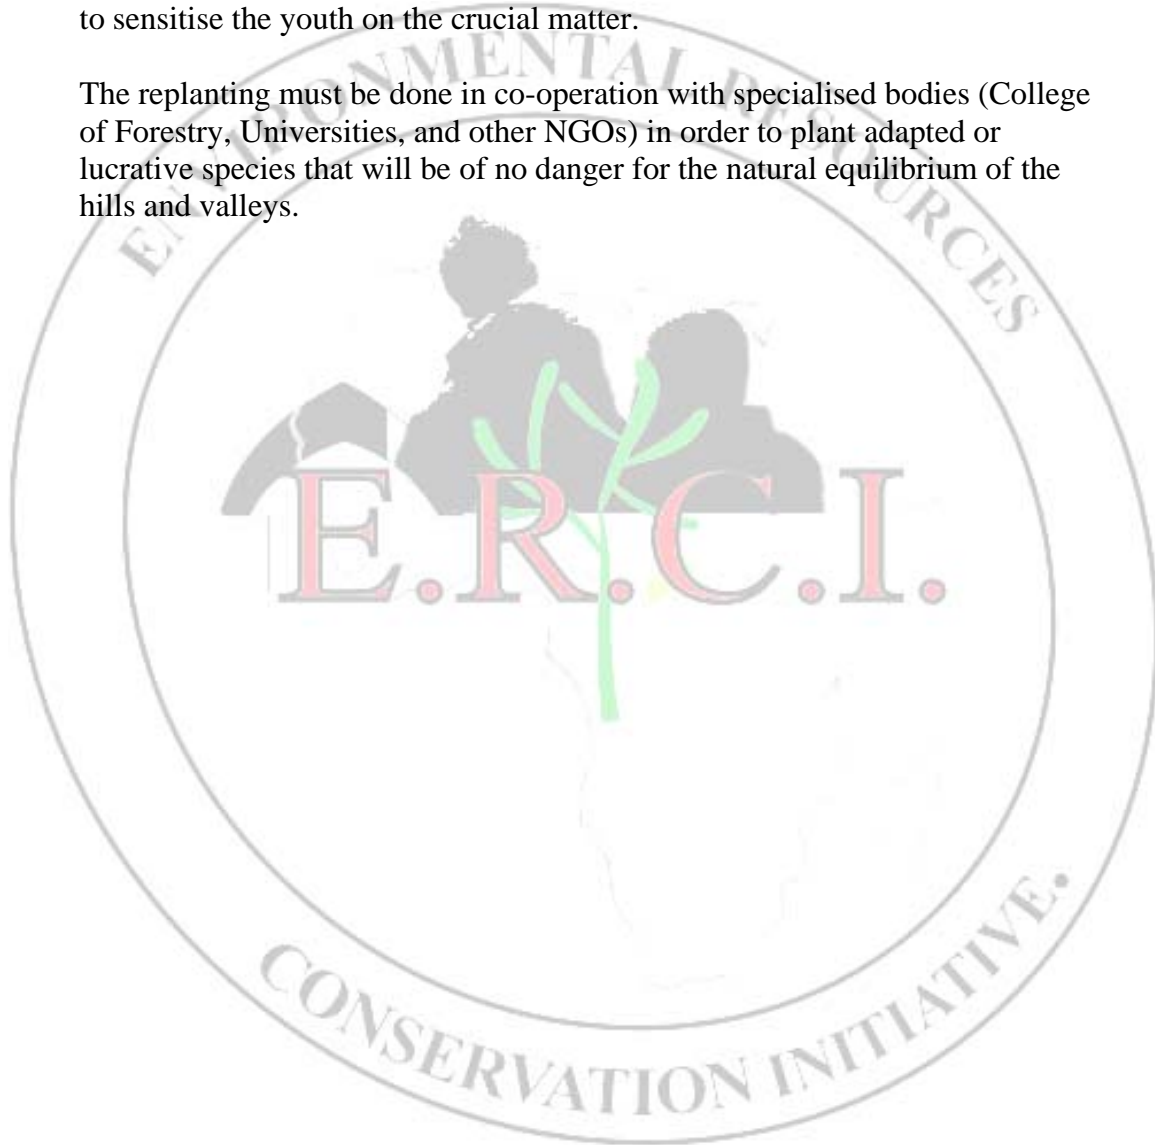 to sensitise the youth on the crucial matter.
The replanting must be done in co-operation with specialised bodies (College
of Forestry, Universities, and other NGOs) in order to plant adapted or
lucrative species that will be of no danger for the natural equilibrium of the
hills and valleys.
ENVIRONMENTAL RESOURCES
E.R.C.I.
CONSERVATION INITIATIVE.